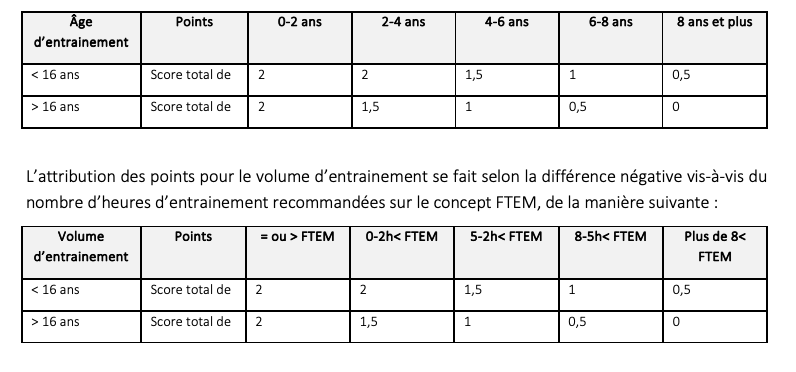 Âge d’entrainement Points 0-2 ans 2-4 ans 4-6 ans 6-8 ans 8 ans et plus
< 16 ans Score total de 2 2 1,5 1 0,5
> 16 ans Score total de 2 1,5 1 0,5 0
L’attribution des points pour le volume d’entrainement se fait selon la différence négative vis-à-vis du
nombre d’heures d’entrainement recommandées sur le concept FTEM, de la manière suivante :
Volume d’entrainement Points = ou > FTEM 0-2h< FTEM 5-2h< FTEM 8-5h< FTEM Plus de 8< FTEM
< 16 ans Score total de 2 2 1,5 1 0,5
> 16 ans Score total de 2 1,5 1 0,5 0